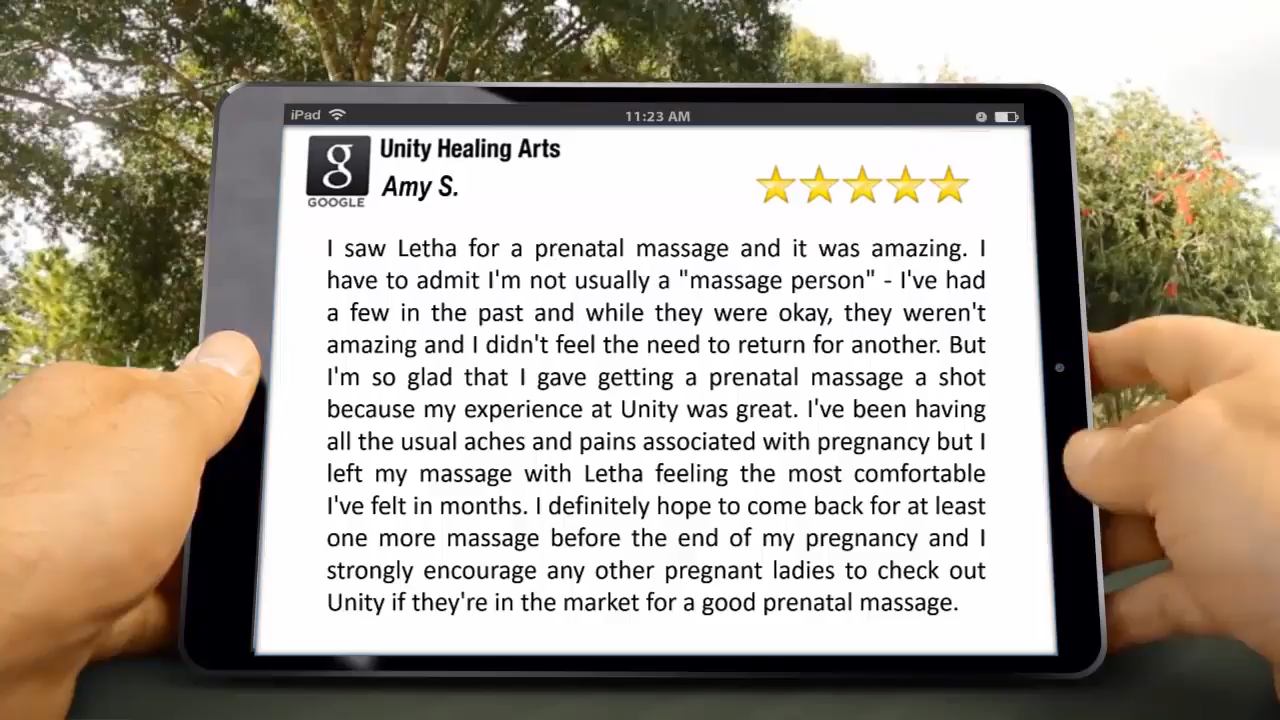 iPad
11:23 AM
g
GOOGLE
Unity Healing Arts
Amy S.
I saw Letha for a prenatal massage and it was amazing. I
have to admit I'm not usually a "massage person" - I've had
a few in the past and while they were okay, they weren't
amazing and I didn't feel the need to return for another. But
I'm so glad that I gave getting a prenatal massage a shot
because my experience at Unity was great. I've been having
all the usual aches and pains associated with pregnancy but I
left my massage with Letha feeling the most comfortable
I've felt in months. I definitely hope to come back for at least
one more massage before the end of my pregnancy and I
strongly encourage any other pregnant ladies to check out
Unity if they're in the market for a good prenatal massage.